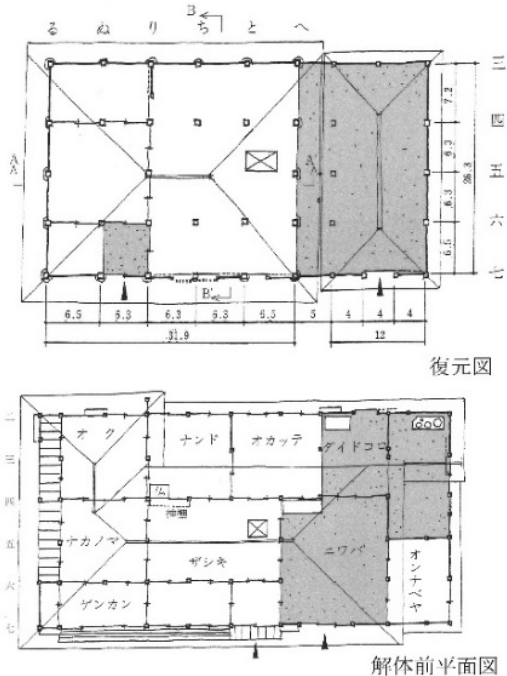 B
る ぬ り ち と へ
三
7.2
四
A
A
6.3
五
26.3
6.3
六
6.5
七
B'
6.5 6.3 6.3 6.3 6.5 5 4 4 4
31.9 12
復元図
オク ナンド オカッテ ダイドコロ
三
四
仏
神棚
ナカノマ ニワバ
五
ザシキ オンナベヤ
六
ゲンカン
七
解体前平面図